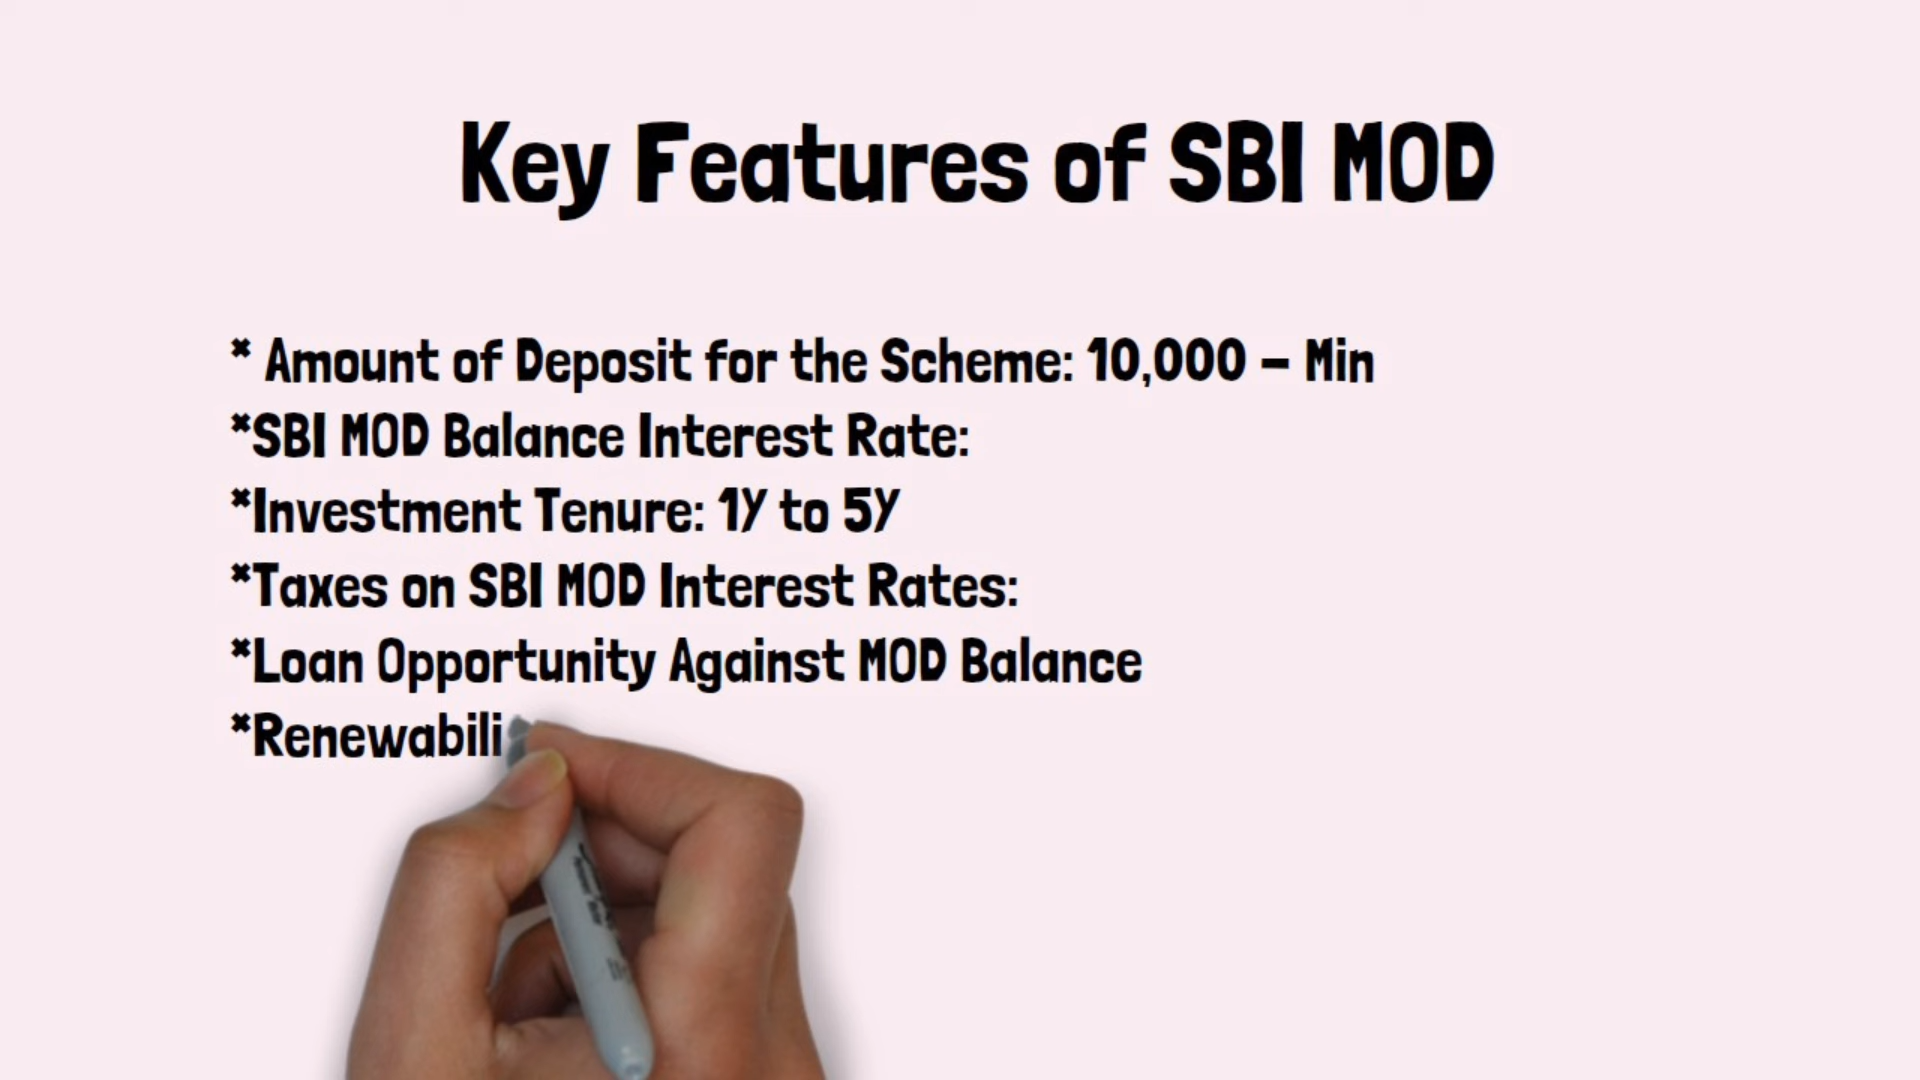 Key Features of SBI MOD
* Amount of Deposit for the Scheme: 10,000 – Min
*SBI MOD Balance Interest Rate:
*Investment Tenure: 1Y to 5Y
*Taxes on SBI MOD Interest Rates:
*Loan Opportunity Against MOD Balance
*Renewabili